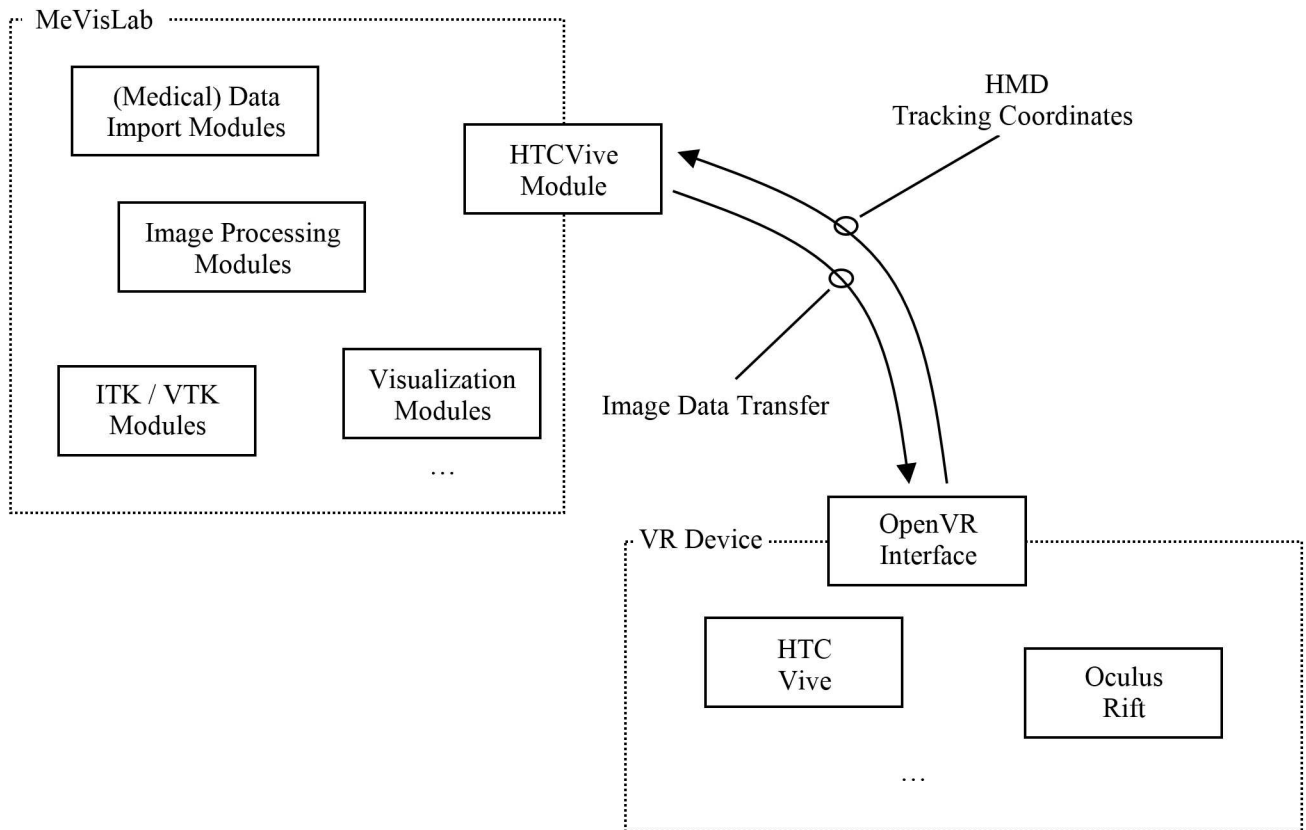 MeVisLab
(Medical) Data
Import Modules
HTCVive
Module
Image Processing
Modules
ITK / VTK
Modules
Visualization
Modules
…
HMD
Tracking Coordinates
Image Data Transfer
VR Device
OpenVR
Interface
HTC
Vive
Oculus
Rift
…